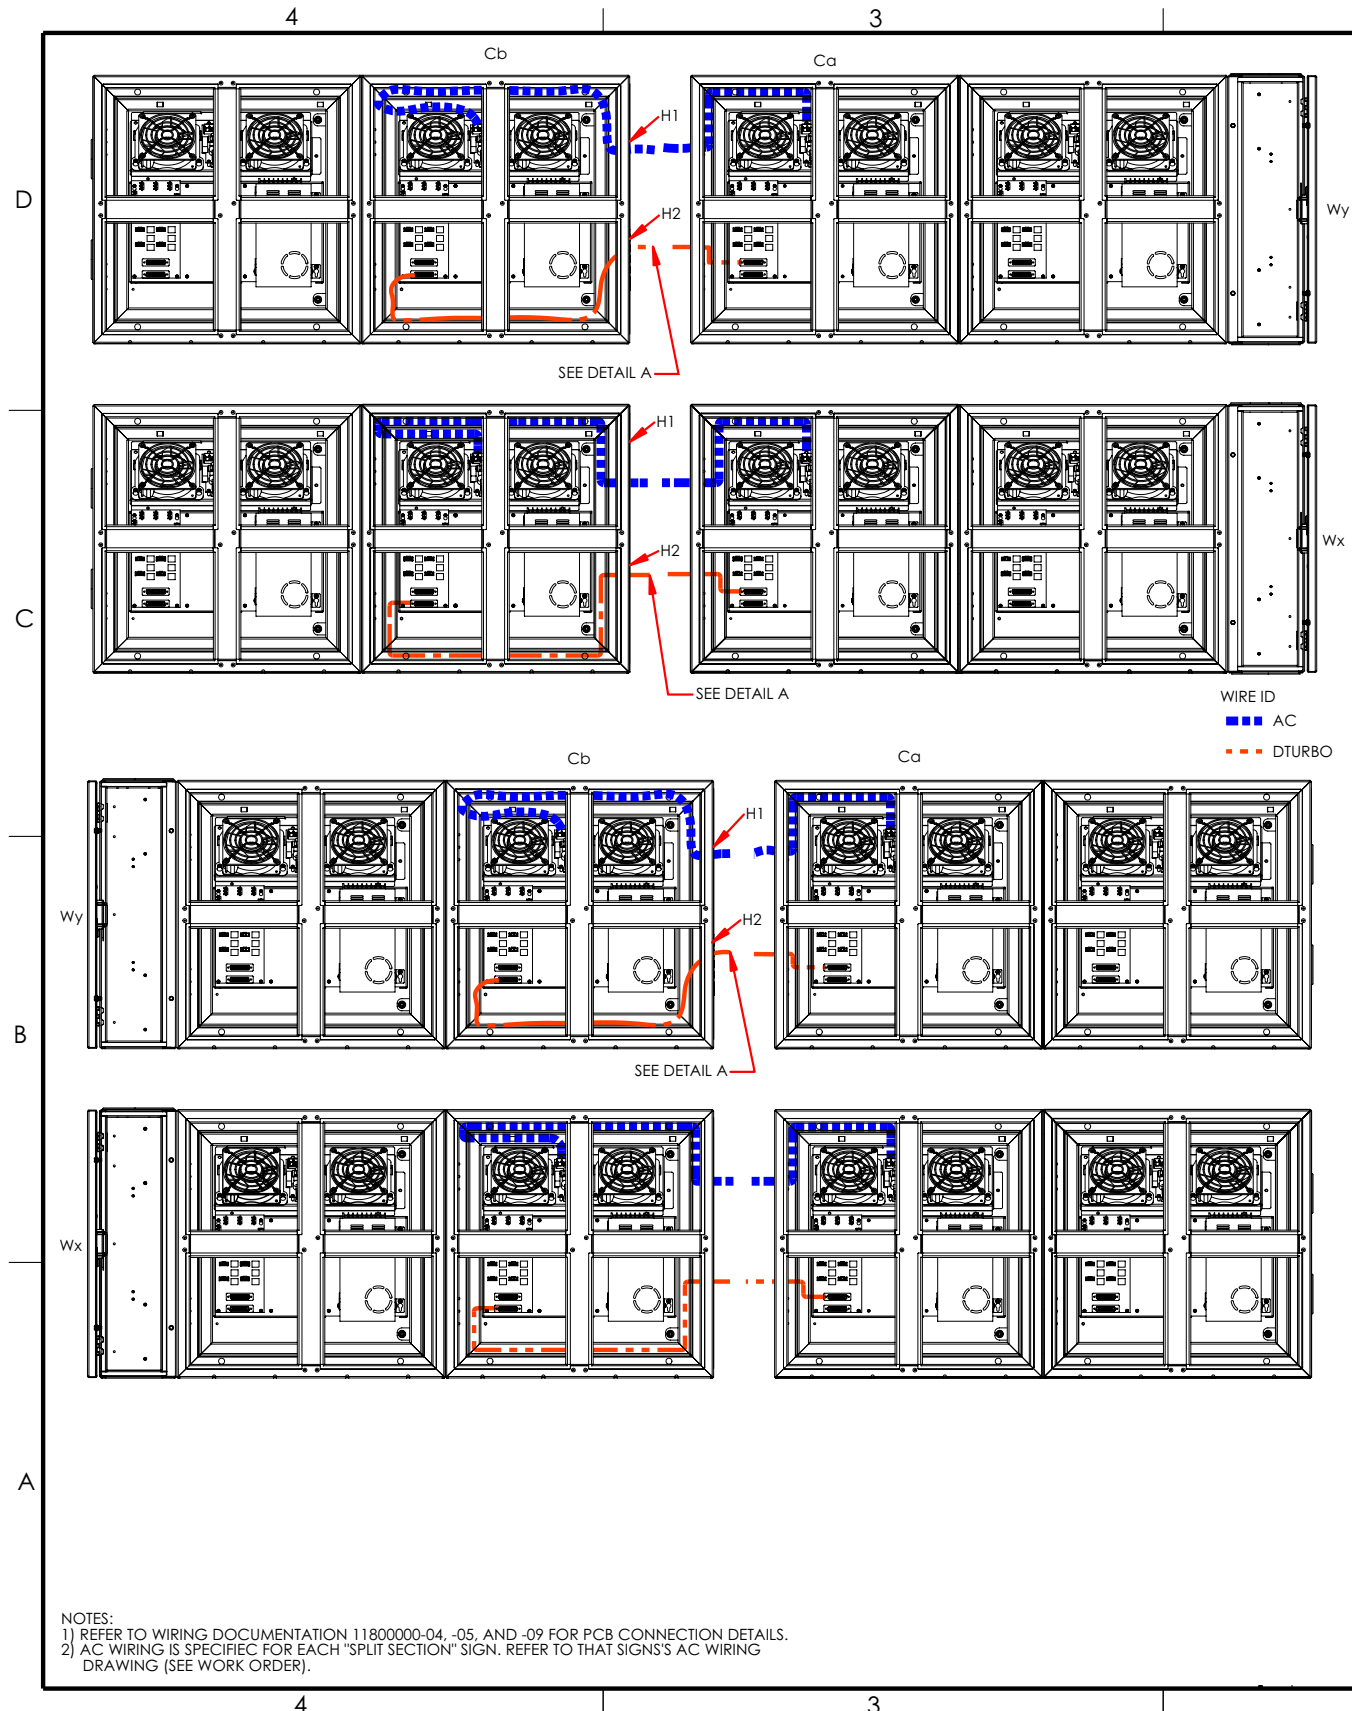 4
3
Cb
Ca
H1
D
H2
Wy
SEE DETAIL A
H1
Wx
H2
C
SEE DETAIL A
WIRE ID
AC
DTURBO
Cb
Ca
H1
Wy
H2
B
SEE DETAIL A
Wx
A
NOTES:
1) REFER TO WIRING DOCUMENTATION 11800000-04, -05, AND -09 FOR PCB CONNECTION DETAILS.
2) AC WIRING IS SPECIFIEC FOR EACH "SPLIT SECTION" SIGN. REFER TO THAT SIGNS'S AC WIRING
DRAWING (SEE WORK ORDER).
4
3